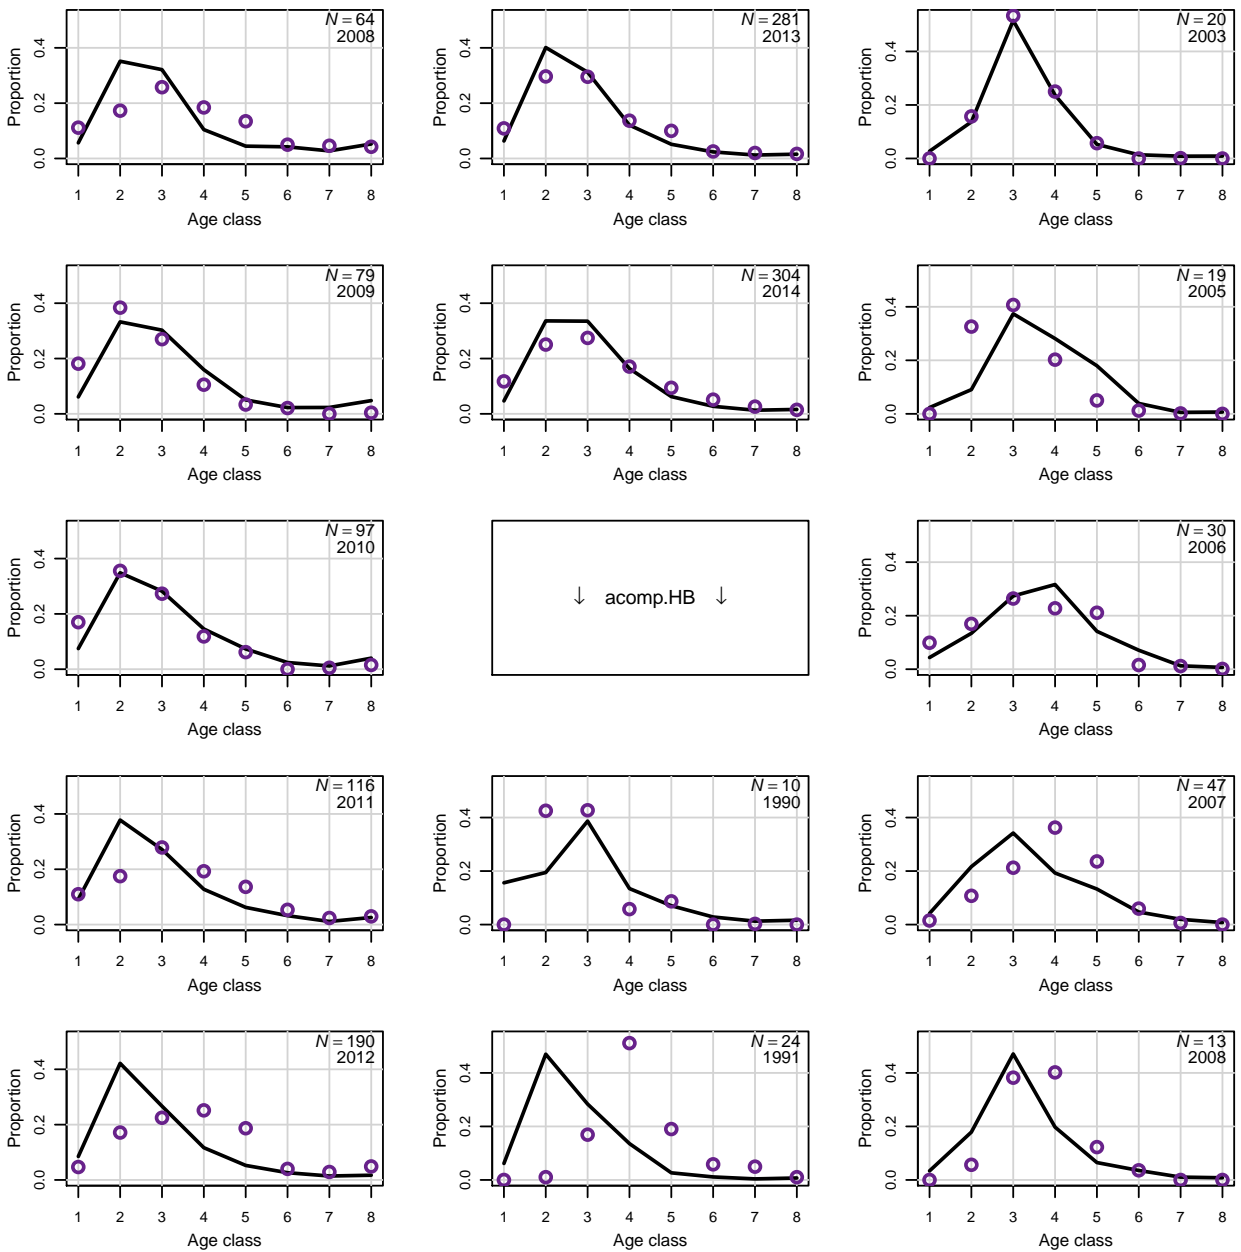 N = 64
2008
Proportion
0.0 0.2 0.4
1 2 3 4 5 6 7 8
Age class
N = 281
2013
Proportion
0.0 0.2 0.4
1 2 3 4 5 6 7 8
Age class
N = 20
2003
Proportion
0.0 0.2 0.4
1 2 3 4 5 6 7 8
Age class
N = 79
2009
Proportion
0.0 0.2 0.4
1 2 3 4 5 6 7 8
Age class
N = 304
2014
Proportion
0.0 0.2 0.4
1 2 3 4 5 6 7 8
Age class
N = 19
2005
Proportion
0.0 0.2 0.4
1 2 3 4 5 6 7 8
Age class
N = 97
2010
Proportion
0.0 0.2 0.4
1 2 3 4 5 6 7 8
Age class
↓ acomp.HB ↓
N = 30
2006
Proportion
0.0 0.2 0.4
1 2 3 4 5 6 7 8
Age class
N = 116
2011
Proportion
0.0 0.2 0.4
1 2 3 4 5 6 7 8
Age class
N = 10
1990
Proportion
0.0 0.2 0.4
1 2 3 4 5 6 7 8
Age class
N = 47
2007
Proportion
0.0 0.2 0.4
1 2 3 4 5 6 7 8
Age class
N = 190
2012
Proportion
0.0 0.2 0.4
1 2 3 4 5 6 7 8
Age class
N = 24
1991
Proportion
0.0 0.2 0.4
1 2 3 4 5 6 7 8
Age class
N = 13
2008
Proportion
0.0 0.2 0.4
1 2 3 4 5 6 7 8
Age class